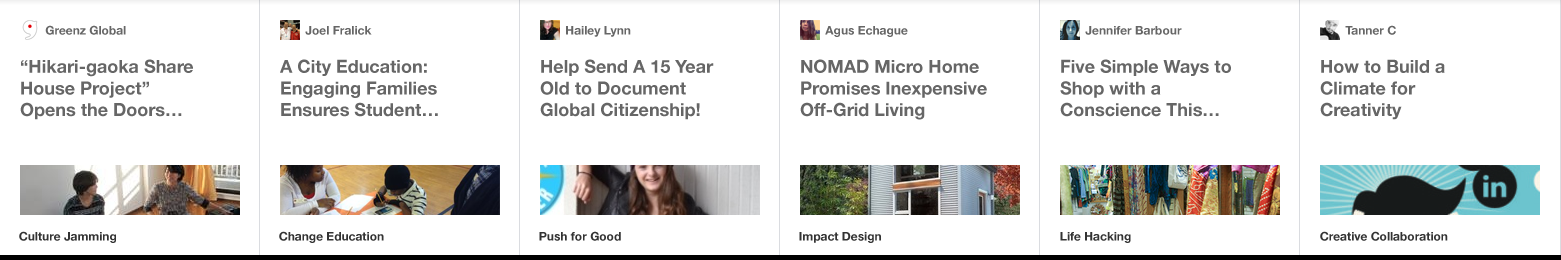 Greenz Global
“Hikari-gaoka Share
House Project”
Opens the Doors…
Culture Jamming
Joel Fralick
A City Education:
Engaging Families
Ensures Student…
Change Education
Hailey Lynn
Help Send A 15 Year
Old to Document
Global Citizenship!
Push for Good
Agus Echague
NOMAD Micro Home
Promises Inexpensive
Off-Grid Living
Impact Design
Jennifer Barbour
Five Simple Ways to
Shop with a
Conscience This…
Life Hacking
Tanner C
How to Build a
Climate for
Creativity
in
Creative Collaboration